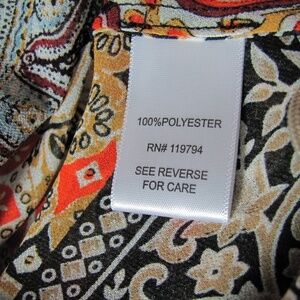 100%POLYESTER
RN# 119794
SEE REVERSE
FOR CARE